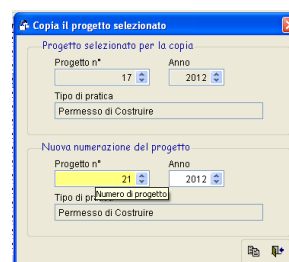 Copia il progetto selezionato
Progetto selezionato per la copia
Progetto n° Anno
17 2012
Tipo di pratica
Permesso di Costruire
Nuova numerazione del progetto
Progetto n° Anno
21 2012
Numero di progetto
Tipo di
Permesso di Costruire